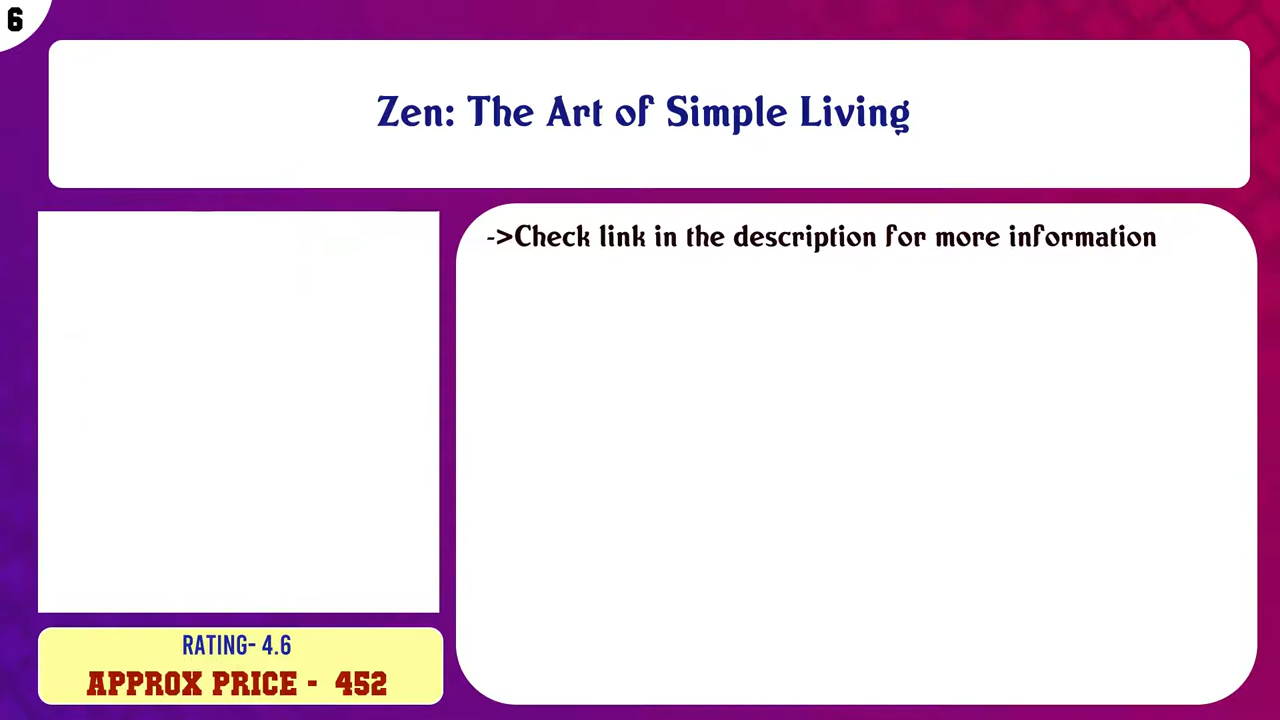 6
Zen: The Art of Simple Living
->Check link in the description for more information
RATING- 4.6
APPROX PRICE - 452